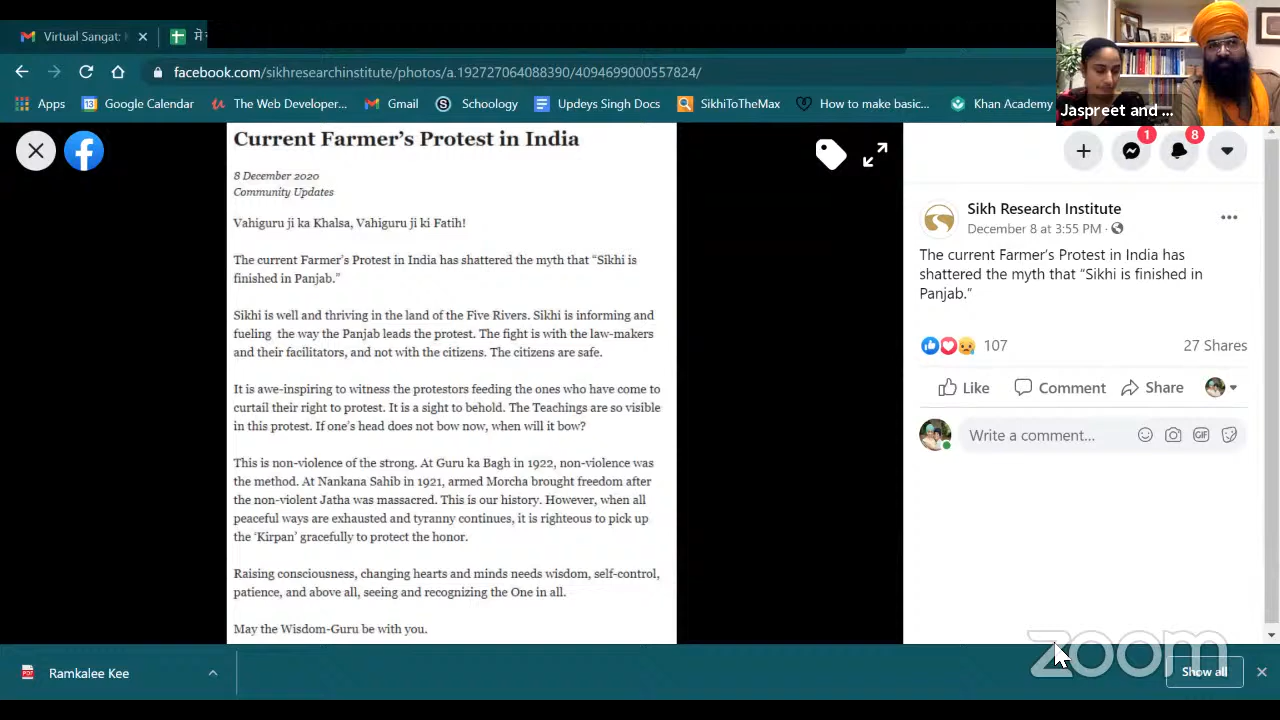 Virtual Sangat:
facebook.com/sikhresearchinstitute/photos/a.192727064088390/4094699000557824/
Apps
Google Calendar
The Web Developer...
Gmail
Schoology
Updeys Singh Docs
SikhiToTheMax
How to make basic...
Khan Academy
Jaspreet and ...
Current Farmer's Protest in India
8 December 2020
Community Updates
Vahiguru ji ka Khalsa, Vahiguru ji ki Fatih!
The current Farmer's Protest in India has shattered the myth that "Sikhi is
finished in Panjab."
Sikhi is well and thriving in the land of the Five Rivers. Sikhi is informing and
fueling the way the Panjab leads the protest. The fight is with the law-makers
and their facilitators, and not with the citizens. The citizens are safe.
It is awe-inspiring to witness the protestors feeding the ones who have come to
curtail their right to protest. It is a sight to behold. The Teachings are so visible
in this protest. If one's head does not bow now, when will it bow?
This is non-violence of the strong. At Guru ka Bagh in 1922, non-violence was
the method. At Nankana Sahib in 1921, armed Morcha brought freedom after
the non-violent Jatha was massacred. This is our history. However, when all
peaceful ways are exhausted and tyranny continues, it is righteous to pick up
the 'Kirpan' gracefully to protect the honor.
Raising consciousness, changing hearts and minds needs wisdom, self-control,
patience, and above all, seeing and recognizing the One in all.
May the Wisdom-Guru be with you.
1
8
Sikh Research Institute
December 8 at 3:55 PM ·
The current Farmer's Protest in India has
shattered the myth that "Sikhi is finished in
Panjab."
107
27 Shares
Like
Comment
Share
Write a comment...
GIF
zoom
Ramkalee Kee
Show all